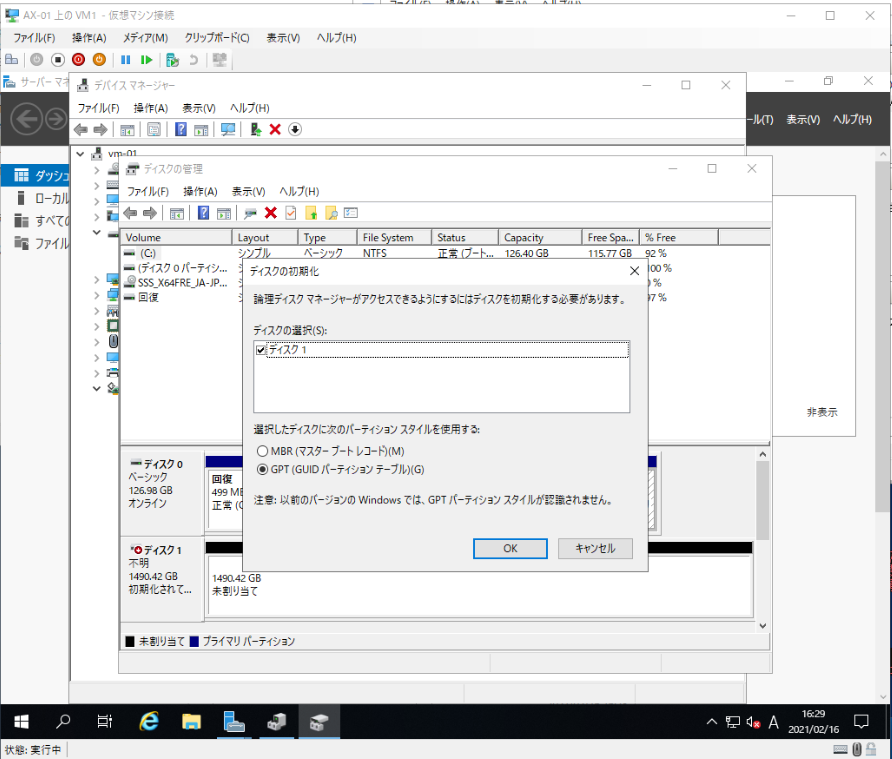 AX-01 上の VM1 - 仮想マシン接続
ファイル(F) 操作(A) メディア(M) クリップボード(C) 表示(V) ヘルプ(H)
サーバー マネ
デバイス マネージャー
ファイル(F) 操作(A) 表示(V) ヘルプ(H)
ール(T) 表示(V) ヘルプ(H)
vm-01
ダッシュ
ローカル
すべての
ファイル
ディスクの管理
ファイル(F) 操作(A) 表示(V) ヘルプ(H)
Volume Layout Type File System Status Capacity Free Spa... % Free
(C:) シンプル ベーシック NTFS 正常 (ブート... 126.40 GB 115.77 GB 92 %
(ディスク 0 パーティシ...
SSS_X64FRE_JA-JP...
回復
ディスクの初期化
論理ディスク マネージャーがアクセスできるようにするにはディスクを初期化する必要があります。
ディスクの選択(S):
ディスク 1
選択したディスクに次のパーティション スタイルを使用する:
MBR (マスター ブート レコード)(M)
GPT (GUID パーティション テーブル)(G)
注意: 以前のバージョンの Windows では、GPT パーティション スタイルが認識されません。
OK キャンセル
非表示
ディスク 0
ベーシック
126.98 GB
オンライン
回復
499 ME
正常 (O
ディスク 1
不明
1490.42 GB
初期化されて...
1490.42 GB
未割り当て
未割り当て プライマリ パーティション
A
16:29
2021/02/16
状態: 実行中